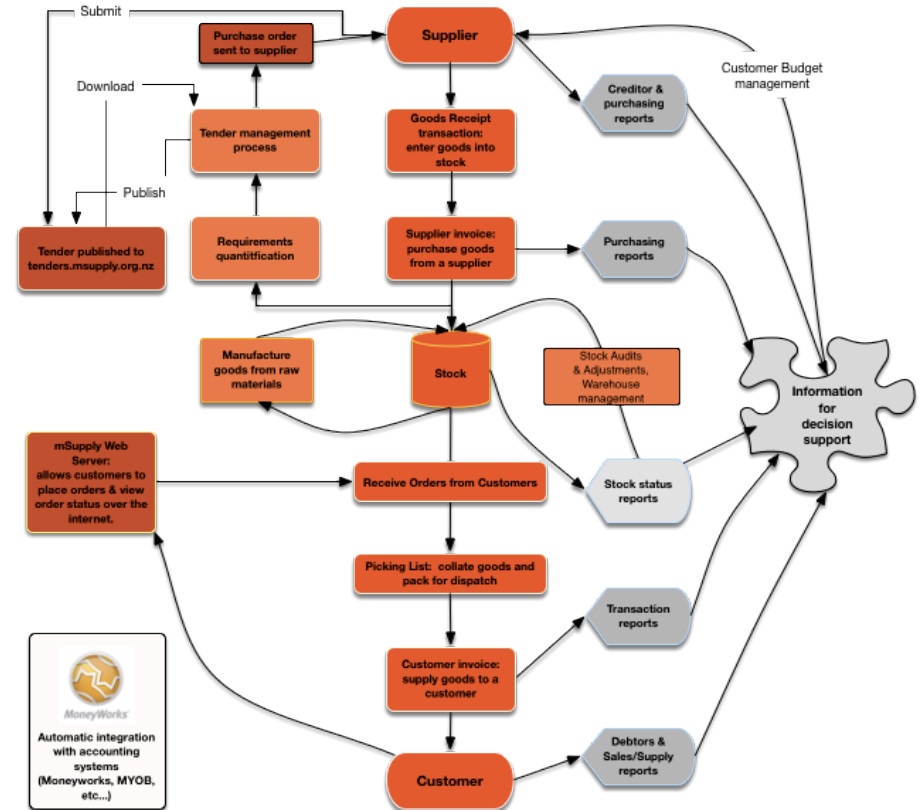 Submit
Purchase order
sent to supplier
Supplier
Customer Budget
management
Download
Creditor &
purchasing
reports
Tender management
process
Goods Receipt
transaction:
enter goods into
stock
Publish
Tender published to
tenders.msupply.org.nz
Requirements
quantitfication
Supplier invoice:
purchase goods
from a supplier
Purchasing
reports
Manufacture
goods from raw
materials
Stock
Stock Audits
& Adjustments,
Warehouse
management
Information
for
decision
support
mSupply Web
Server:
allows customers to
place orders & view
order status over the
internet.
Receive Orders from Customers
Stock status
reports
Picking List:  collate goods and
pack for dispatch
Transaction
reports
Customer invoice:
supply goods to a
customer
MoneyWorks
Automatic integration
with accounting
systems
(Moneyworks, MYOB,
etc...)
Debtors &
Sales/Supply
reports
Customer